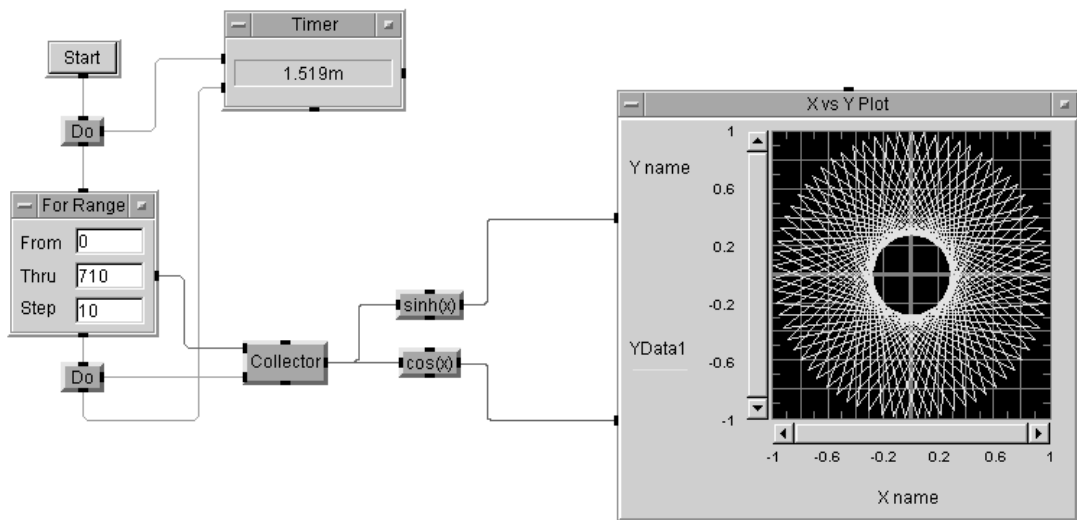 Timer
Start
1.519m
Do
X vs Y Plot
For Range
From 0
Thru 710
Step 10
Do
Collector
sinh(x)
cos(x)
Y name
YData1
1
0.6
0.2
-0.2
-0.6
-1
-1 -0.6 -0.2 0.2 0.6 1
X name